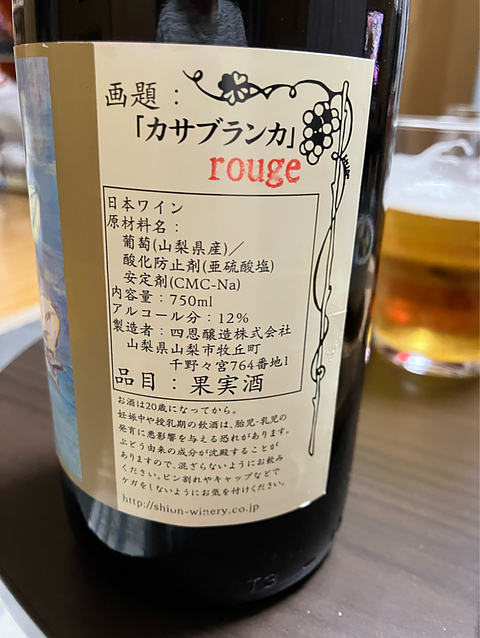 画題：
「カサブランカ」
rouge
日本ワイン
原材料名：
葡萄(山梨県産)／
酸化防止剤(亜硫酸塩)
安定剤(CMC-Na)
内容量：750ml
アルコール分：12%
製造者：四恩醸造株式会社
山梨県山梨市牧丘町
千野々宮764番地1
品目：果実酒
お酒は20歳になってから。
妊娠中や授乳期の飲酒は、胎児・乳児の
発育に悪影響を与える恐れがあります。
ぶどう由来の成分が沈殿することが
ありますので、混ざらないようにお飲み
ください。ビン割れやキャップなどで
ケガをしないようにお気を付けください。
http://shion-winery.co.jp
T3